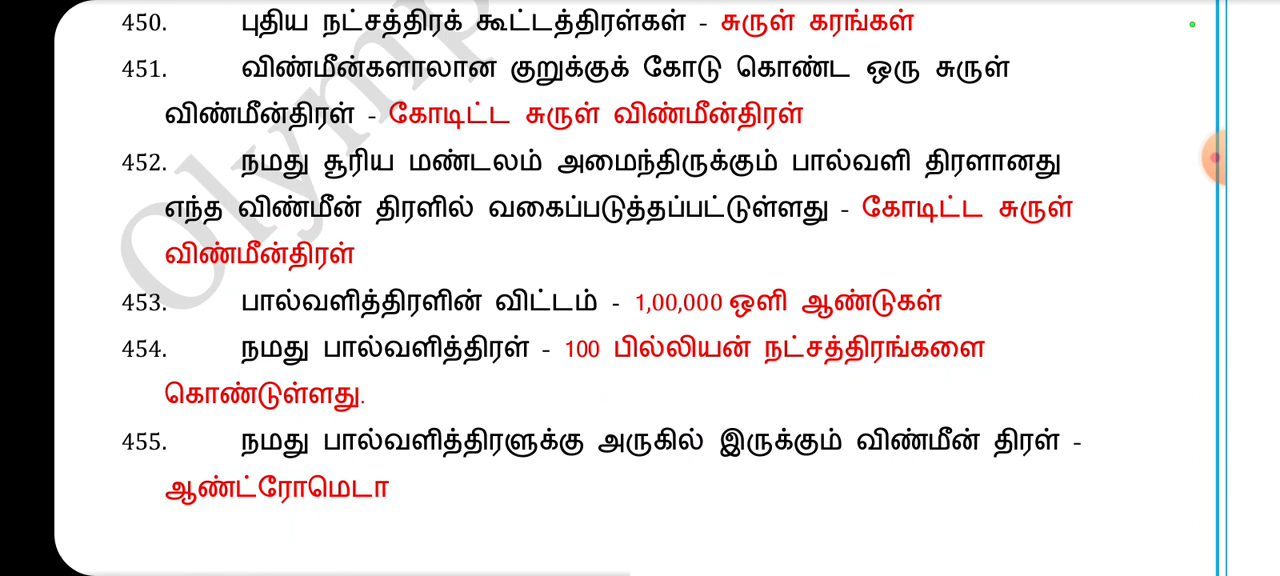 450. புதிய நட்சத்திரக் கூட்டத்திரள்கள் - சுருள் கரங்கள்
451. விண்மீன்களாலான குறுக்குக் கோடு கொண்ட ஒரு சுருள்
விண்மீன்திரள் - கோடிட்ட சுருள் விண்மீன்திரள்
452. நமது சூரிய மண்டலம் அமைந்திருக்கும் பால்வளி திரளானது
எந்த விண்மீன் திரளில் வகைப்படுத்தப்பட்டுள்ளது - கோடிட்ட சுருள்
விண்மீன்திரள்
453. பால்வளித்திரளின் விட்டம் - 1,00,000 ஒளி ஆண்டுகள்
454. நமது பால்வளித்திரள் - 100 பில்லியன் நட்சத்திரங்களை
கொண்டுள்ளது.
455. நமது பால்வளித்திரளுக்கு அருகில் இருக்கும் விண்மீன் திரள் -
ஆண்ட்ரோமெடா
Olymp